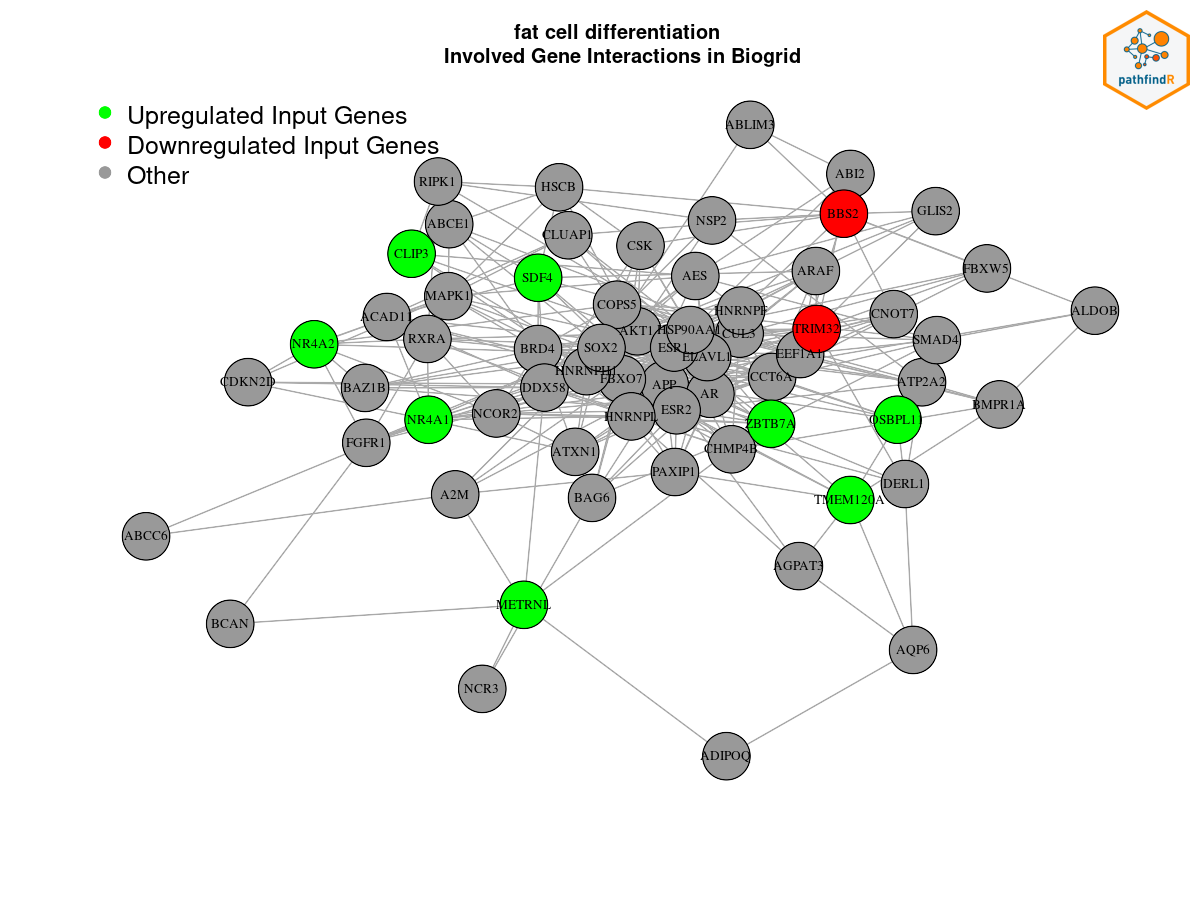 fat cell differentiation
Involved Gene Interactions in Biogrid
pathfindR
Upregulated Input Genes
Downregulated Input Genes
Other
ABLIM3
ABI2
RIPK1
HSCB
BBS2
GLIS2
NSP2
ABCE1
CLUAP1
CSK
CLIP3
FBXW5
ARAF
AES
SDF4
MAPK1
COPS5
HNRNPF
ALDOB
CNOT7
ACAD11
AKT1
HSP90AA1
CUL3
TRIM32
RXRA
SMAD4
NR4A2
BRD4
SOX2
ESR1
ELAVL1
EEF1A1
HNRNPH1
FBXO7
CCT6A
CDKN2D
BAZ1B
DDX58
APP
AR
ATP2A2
BMPR1A
NCOR2
HNRNPL
ESR2
NR4A1
ZBTB7A
OSBPL11
FGFR1
ATXN1
CHMP4B
PAXIP1
DERL1
A2M
BAG6
TMEM120A
ABCC6
AGPAT3
METRNL
BCAN
AQP6
NCR3
ADIPOQ